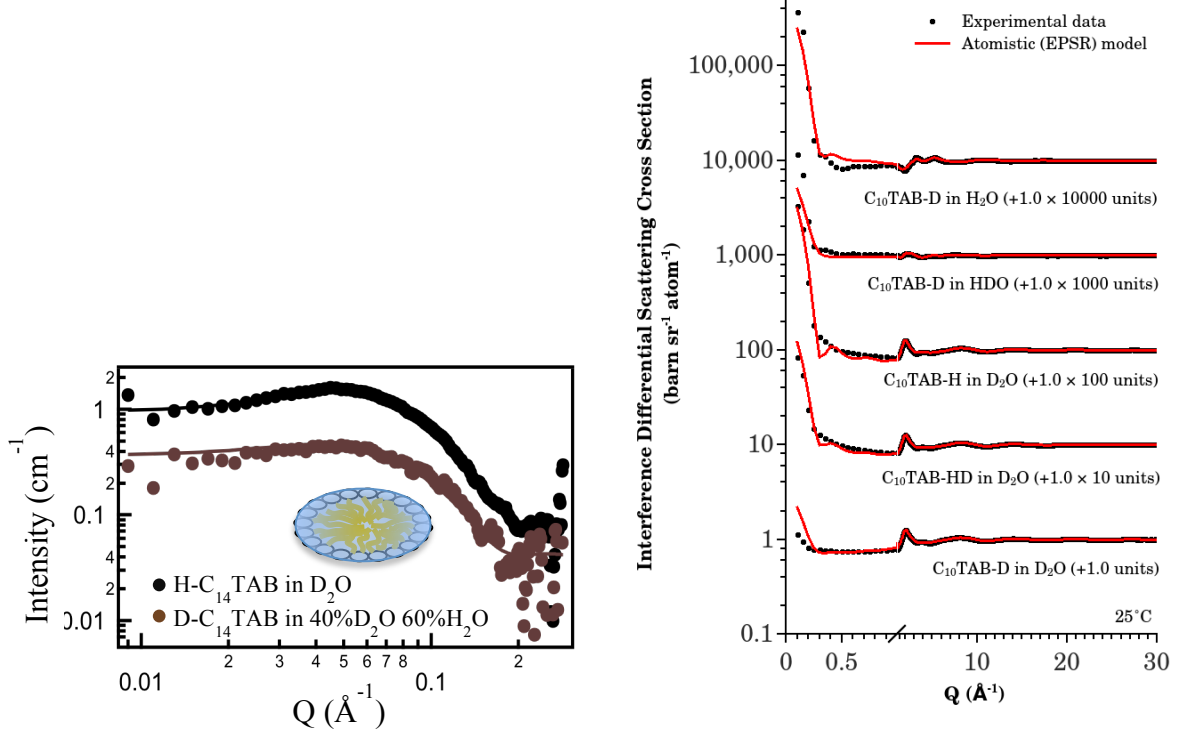 2
1
4
2
0.1
4
2
0.01
Intensity (cm-1)
H-C14TAB in D2O
D-C14TAB in 40%D2O 60%H2O
0.01
2
3
4
5
6
7
8
0.1
2
Q (Å-1)
Experimental data
Atomistic (EPSR) model
Interference Differential Scattering Cross Section
(barn sr-1 atom-1)
100,000
10,000
1,000
100
10
1
0.1
C10TAB-D in H2O (+1.0 × 10000 units)
C10TAB-D in HDO (+1.0 × 1000 units)
C10TAB-H in D2O (+1.0 × 100 units)
C10TAB-HD in D2O (+1.0 × 10 units)
C10TAB-D in D2O (+1.0 units)
25°C
0
0.5
10
20
30
Q (Å-1)